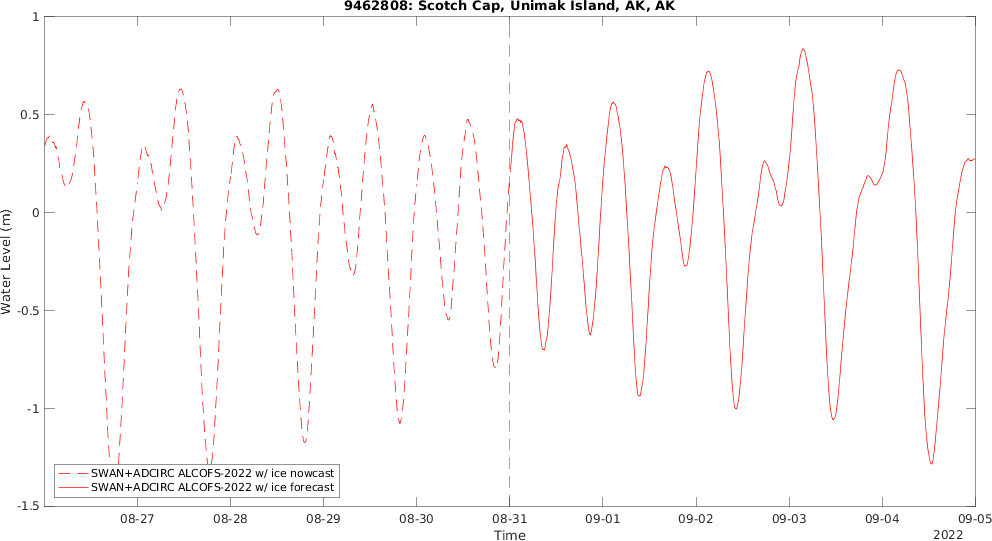 9462808: Scotch Cap, Unimak Island, AK, AK
1
0.5
0
-0.5
-1
-1.5
Water Level (m)
SWAN+ADCIRC ALCOFS-2022 w/ ice nowcast
SWAN+ADCIRC ALCOFS-2022 w/ ice forecast
08-27 08-28 08-29 08-30 08-31 09-01 09-02 09-03 09-04 09-05
Time
2022